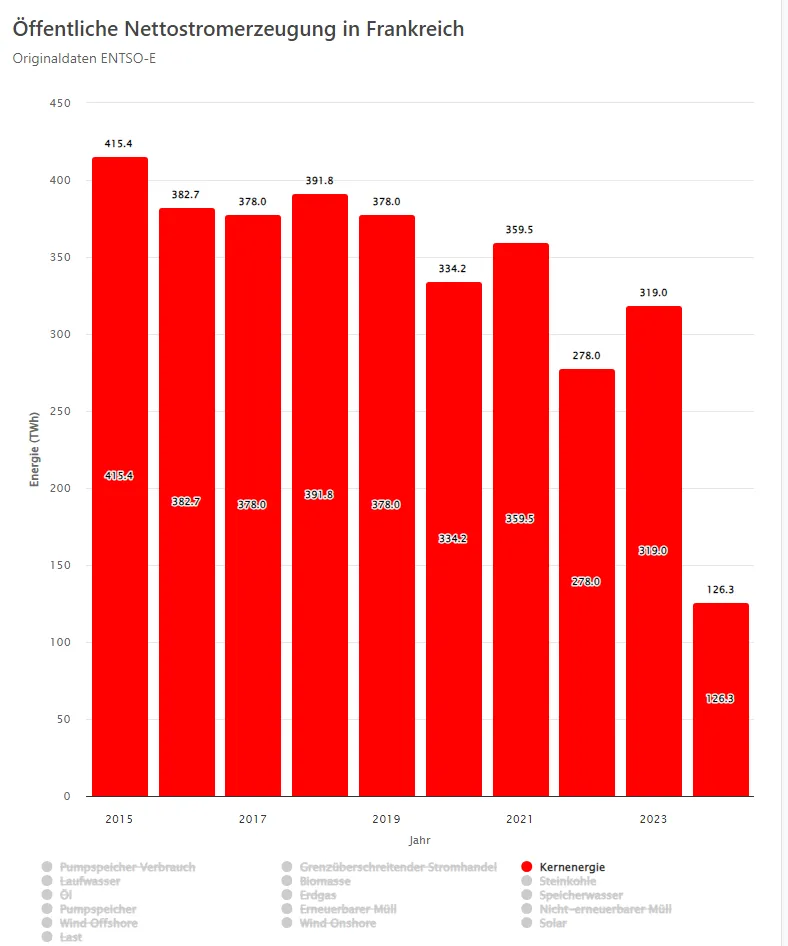 Öffentliche Nettostromerzeugung in Frankreich
Originaldaten ENTSO-E
450
400
350
300
250
200
150
100
50
0
Energie (TWh)
415.4
382.7
378.0
391.8
378.0
334.2
359.5
278.0
319.0
126.3
415.4
382.7
378.0
391.8
378.0
334.2
359.5
278.0
319.0
126.3
2015
2017
2019
2021
2023
Jahr
Pumpspeicher Verbrauch
Grenzüberschreitender Stromhandel
Kernenergie
Laufwasser
Biomasse
Steinkohle
Öl
Erdgas
Speicherwasser
Pumpspeicher
Erneuerbarer Müll
Nicht-erneuerbarer Müll
Wind Offshore
Wind Onshore
Solar
Last